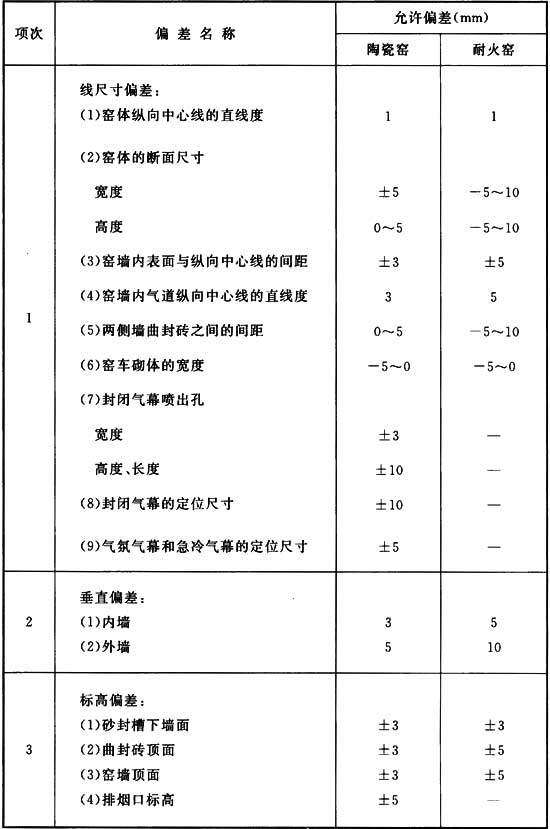 项次 偏差名称 允许偏差(mm)
陶瓷窑 耐火窑
线尺寸偏差:
(1)窑体纵向中心线的直线度 1 1
(2)窑体的断面尺寸
宽度 ±5 −5～10
高度 0～5 −5～10
(3)窑墙内表面与纵向中心线的间距 ±3 ±5
(4)窑墙内气道纵向中心线的直线度 3 5
1
(5)两侧墙曲封砖之间的间距 0～5 −5～10
(6)窑车砌体的宽度 −5～0 −5～0
(7)封闭气幕喷出孔
宽度 ±3 —
高度、长度 ±10 —
(8)封闭气幕的定位尺寸 ±10 —
(9)气氛气幕和急冷气幕的定位尺寸 ±5 —
垂直偏差:
2 (1)内墙 3 5
(2)外墙 5 10
标高偏差:
(1)砂封槽下墙面 ±3 ±3
3 (2)曲封砖顶面 ±3 ±5
(3)窑墙顶面 ±3 ±5
(4)排烟口标高 ±5 —